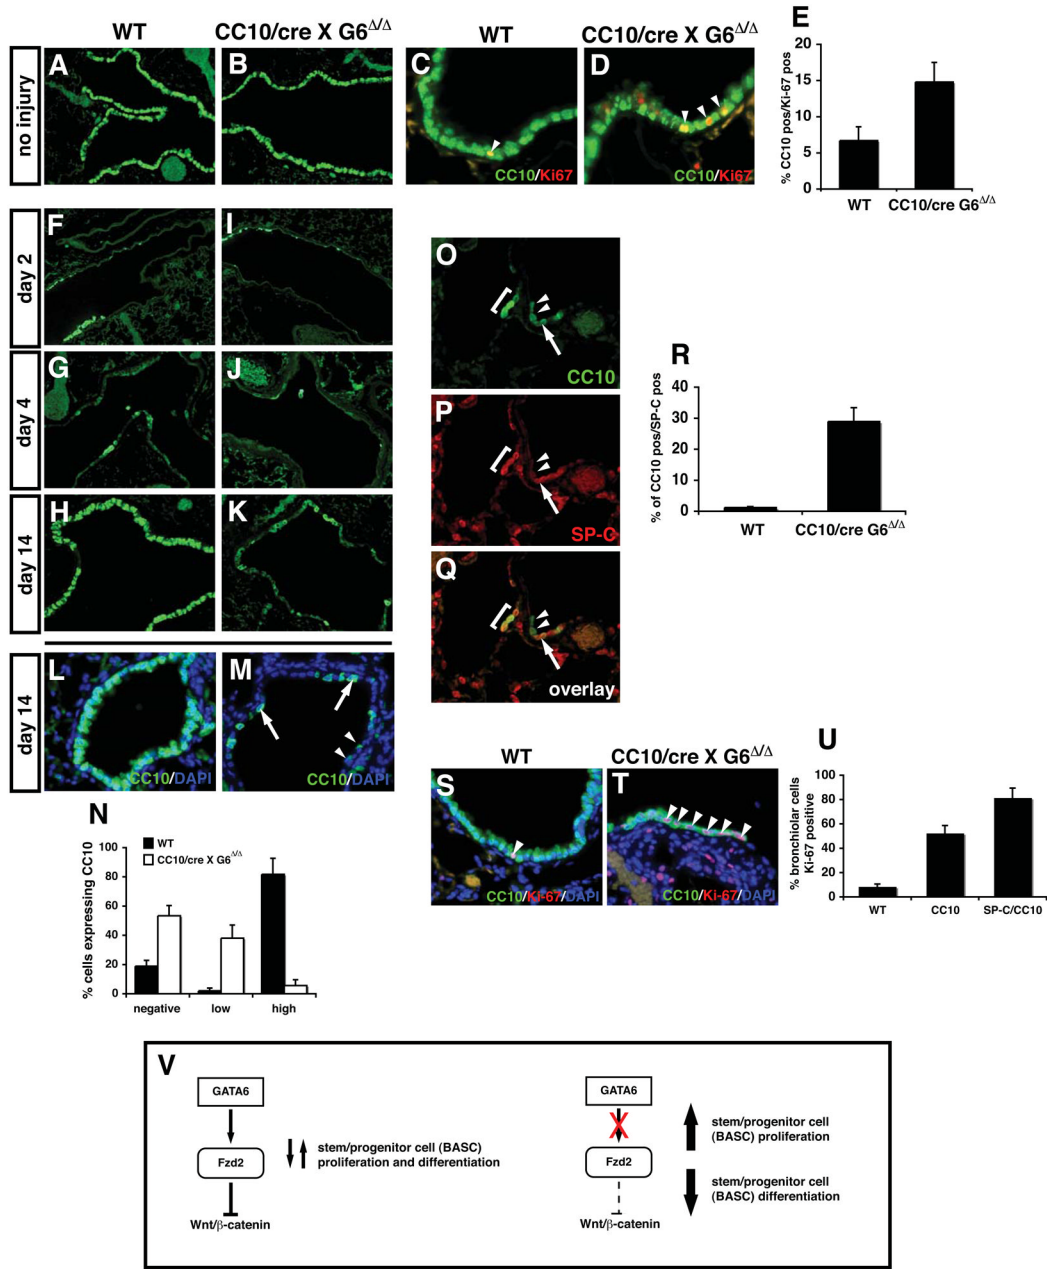 WT
CC10/cre X G6Δ/Δ
WT
CC10/cre X G6Δ/Δ
no injury
A
B
C
CC10/Ki67
D
CC10/Ki67
E
% CC10 pos/Ki-67 pos
20
15
10
5
0
WT
CC10/cre G6Δ/Δ
day 2
F
I
day 4
G
J
day 14
H
K
day 14
L
CC10/DAPI
M
CC10/DAPI
N
% cells expressing CC10
WT
CC10/cre X G6Δ/Δ
100
80
60
40
20
0
negative
low
high
O
CC10
P
SP-C
Q
overlay
R
% of CC10 pos/SP-C pos
40
30
20
10
0
WT
CC10/cre G6Δ/Δ
WT
CC10/cre X G6Δ/Δ
S
CC10/Ki-67/DAPI
T
CC10/Ki-67/DAPI
U
% bronchiolar cells
Ki-67 positive
100
80
60
40
20
0
WT
CC10
SP-C/CC10
V
GATA6
Fzd2
Wnt/β-catenin
stem/progenitor cell (BASC)
proliferation and differentiation
GATA6
X
Fzd2
Wnt/β-catenin
stem/progenitor cell
(BASC) proliferation
stem/progenitor cell
(BASC) differentiation